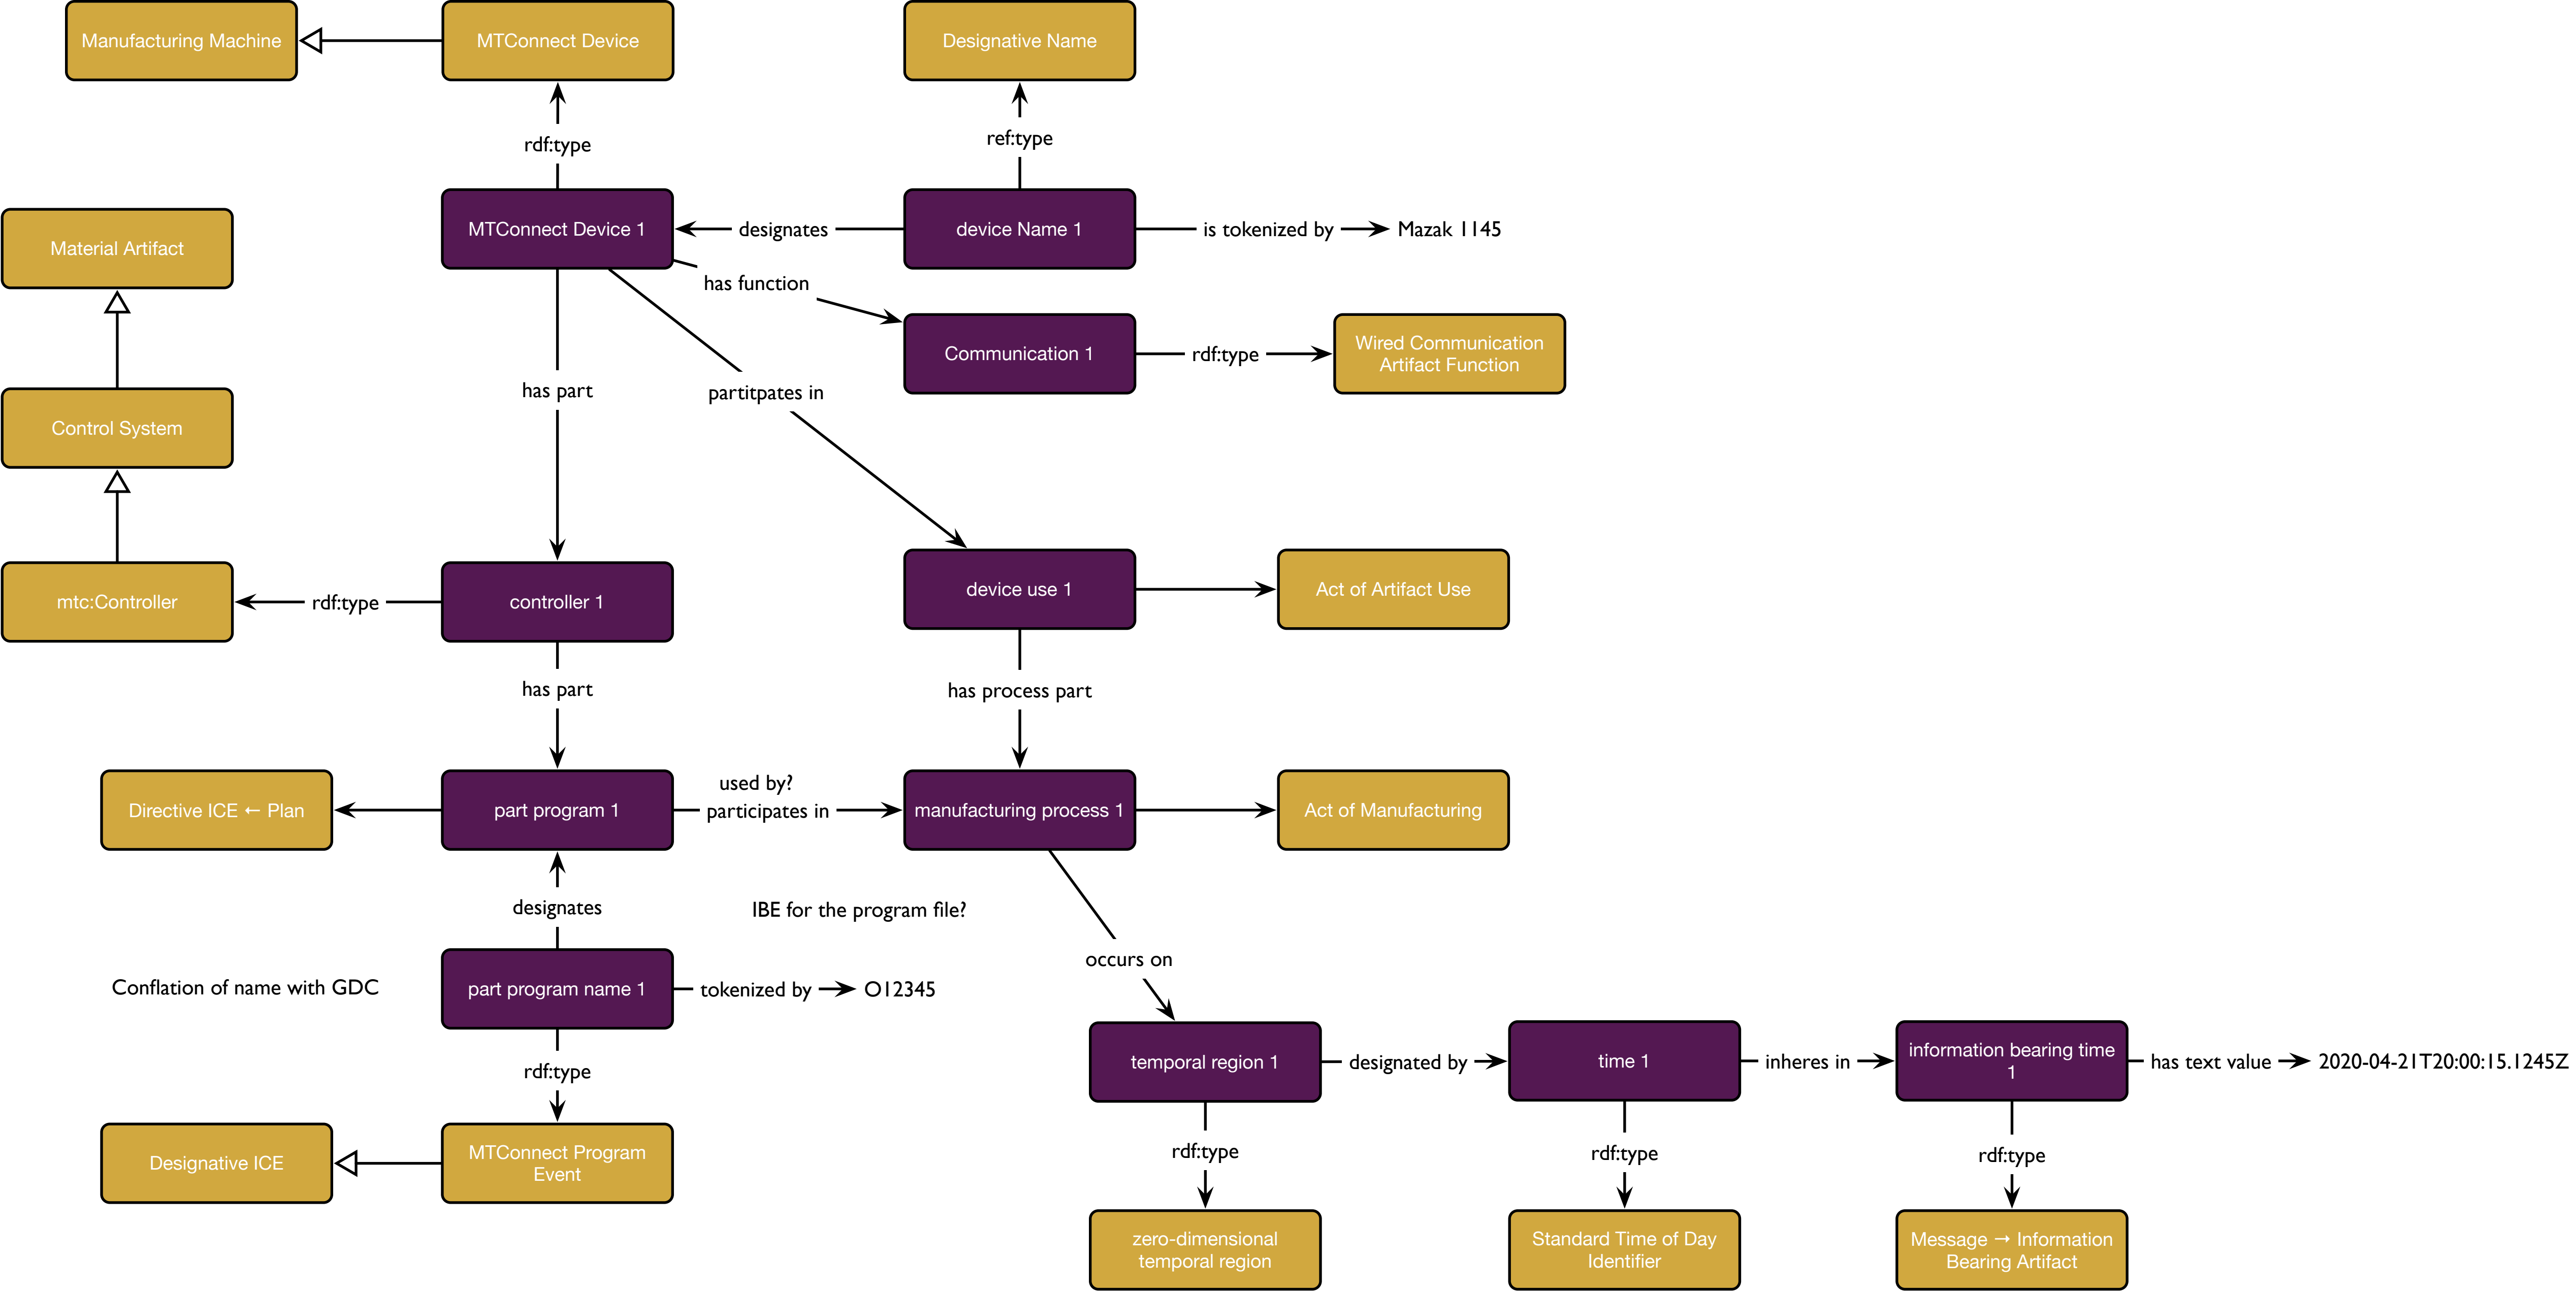 Manufacturing Machine
MTConnect Device
Designative Name
rdf:type
ref:type
MTConnect Device 1
designates
device Name 1
is tokenized by
Mazak 1145
Material Artifact
has function
Communication 1
rdf:type
Wired Communication
Artifact Function
has part
partitpates in
Control System
mtc:Controller
rdf:type
controller 1
device use 1
Act of Artifact Use
has part
has process part
Directive ICE ← Plan
part program 1
used by?
participates in
manufacturing process 1
Act of Manufacturing
designates
IBE for the program file?
occurs on
Conflation of name with GDC
part program name 1
tokenized by
O12345
temporal region 1
designated by
time 1
inheres in
information bearing time
1
has text value
2020-04-21T20:00:15.1245Z
rdf:type
Designative ICE
MTConnect Program
Event
rdf:type
rdf:type
rdf:type
zero-dimensional
temporal region
Standard Time of Day
Identifier
Message → Information
Bearing Artifact